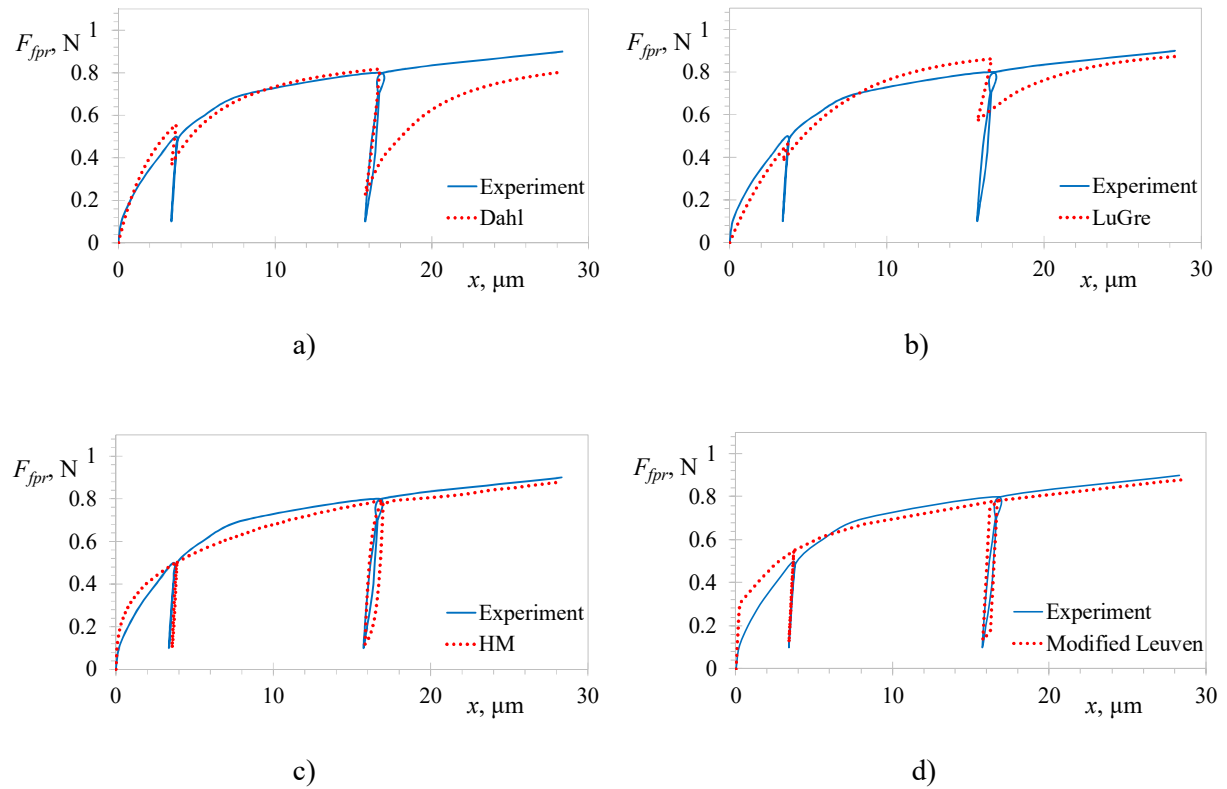 F_fpr, N
1
0.8
0.6
0.4
0.2
0
Experiment
Dahl
0 10 20 30
x, μm
a)
F_fpr, N
1
0.8
0.6
0.4
0.2
0
Experiment
LuGre
0 10 20 30
x, μm
b)
F_fpr, N
1
0.8
0.6
0.4
0.2
0
Experiment
HM
0 10 20 30
x, μm
c)
F_fpr, N
1
0.8
0.6
0.4
0.2
0
Experiment
Modified Leuven
0 10 20 30
x, μm
d)